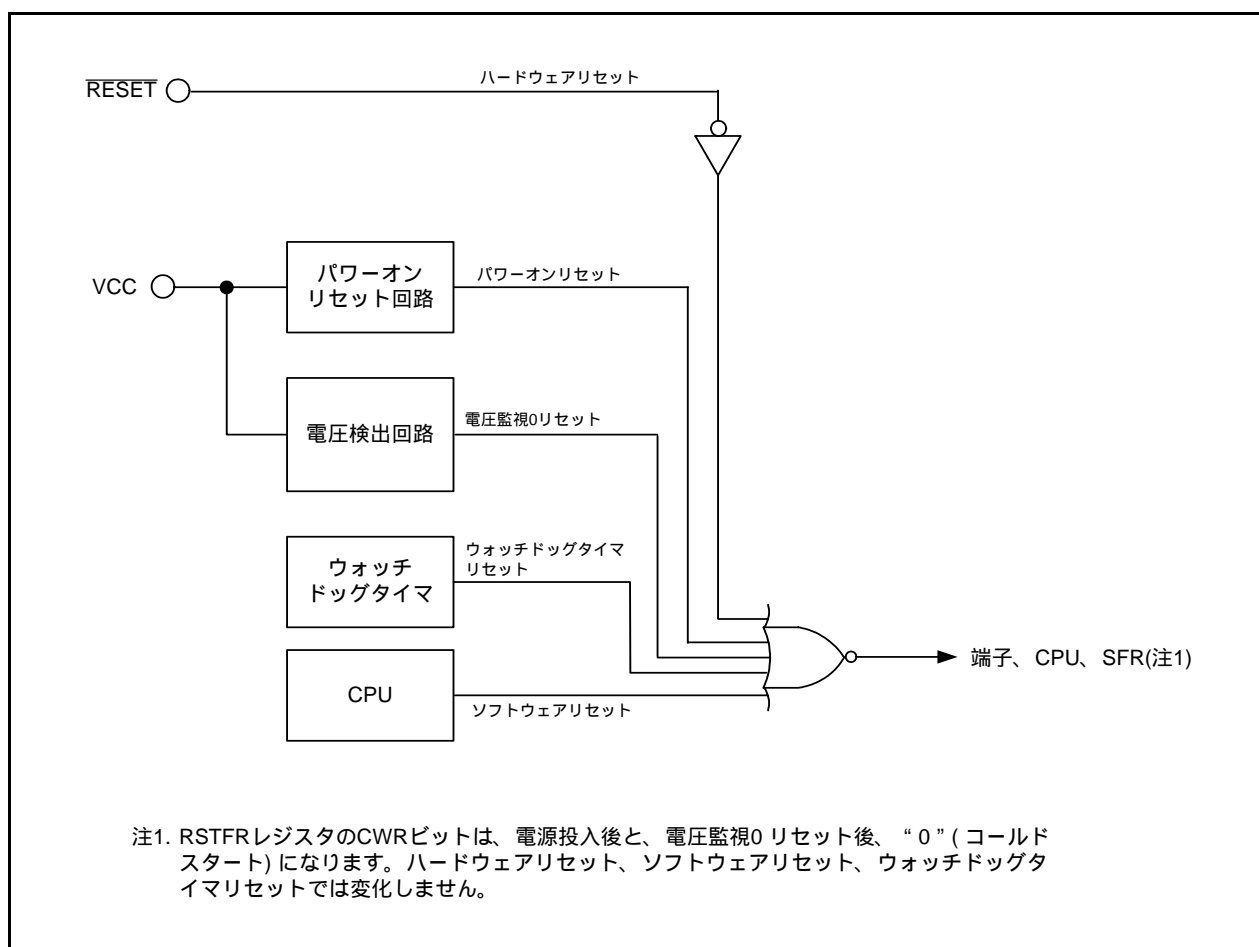 RESET
ハードウェアリセット
VCC
パワーオン
リセット回路
パワーオンリセット
電圧検出回路
電圧監視0リセット
ウォッチ
ドッグタイマ
ウォッチドッグタイマ
リセット
CPU
ソフトウェアリセット
端子、CPU、SFR(注1)
注1. RSTFRレジスタのCWRビットは、電源投入後と、電圧監視0 リセット後、 “ 0 ” ( コールド
スタート) になります。ハードウェアリセット、ソフトウェアリセット、ウォッチドッグタ
イマリセットでは変化しません。